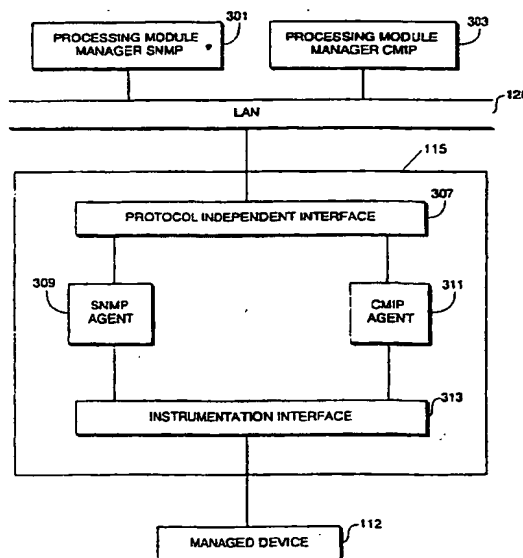 PROCESSING MODULE
MANAGER SNMP
301
PROCESSING MODULE
MANAGER CMIP
303
LAN
120
115
PROTOCOL INDEPENDENT INTERFACE
307
309
SNMP
AGENT
CMIP
AGENT
311
INSTRUMENTATION INTERFACE
313
MANAGED DEVICE
112